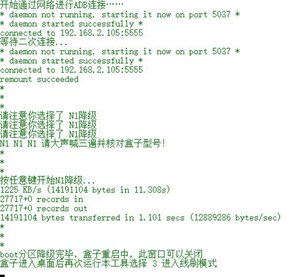 开始通过网络进行ADB连接……
* daemon not running. starting it now on port 5037 *
* daemon started successfully *
connected to 192.168.2.105:5555
等待二次连接...
* daemon not running. starting it now on port 5037 *
* daemon started successfully *
connected to 192.168.2.105:5555
remount succeeded
*
*
*
请注意你选择了 N1降级
请注意你选择了 N1降级
请注意你选择了 N1降级
N1 N1 N1 请大声喊三遍并核对盒子型号！
*
*
*
按任意键开始N1降级...
1225 KB/s (14191104 bytes in 11.308s)
27717+0 records in
27717+0 records out
14191104 bytes transferred in 1.101 secs (12889286 bytes/sec)
*
*
*
boot分区降级完毕，盒子重启中，此窗口可以关闭
盒子进入桌面后再次运行本工具选择 3 进入线刷模式